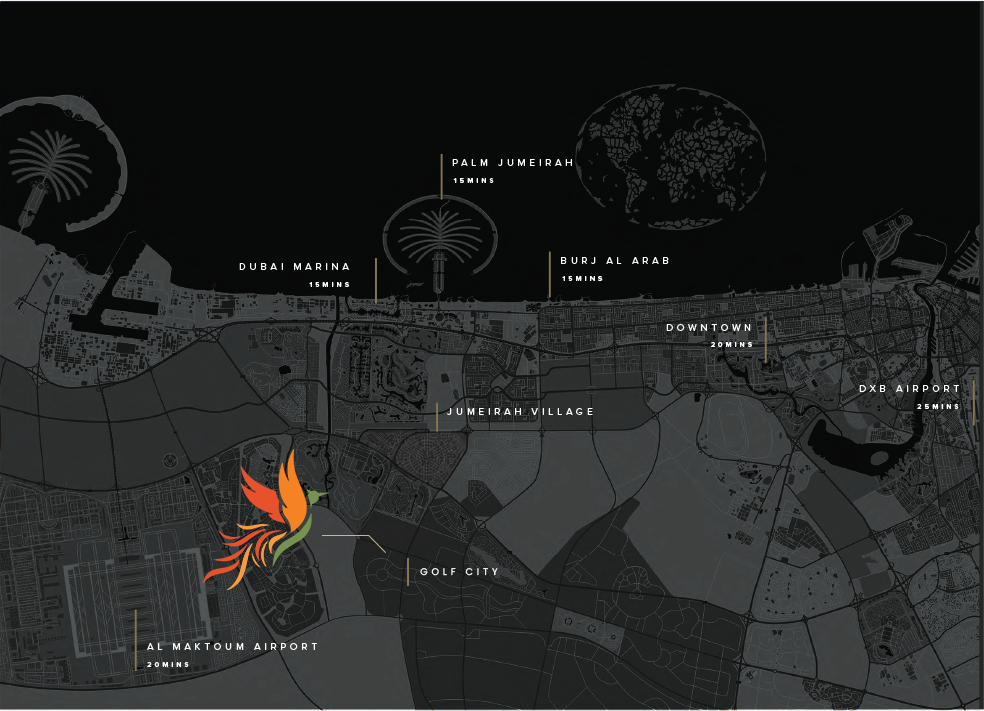 PALM JUMEIRAH
15MINS
BURJ AL ARAB
15MINS
DUBAI MARINA
15MINS
DOWNTOWN
20MINS
DXB AIRPORT
25MINS
JUMEIRAH VILLAGE
GOLF CITY
AL MAKTOUM AIRPORT
20MINS